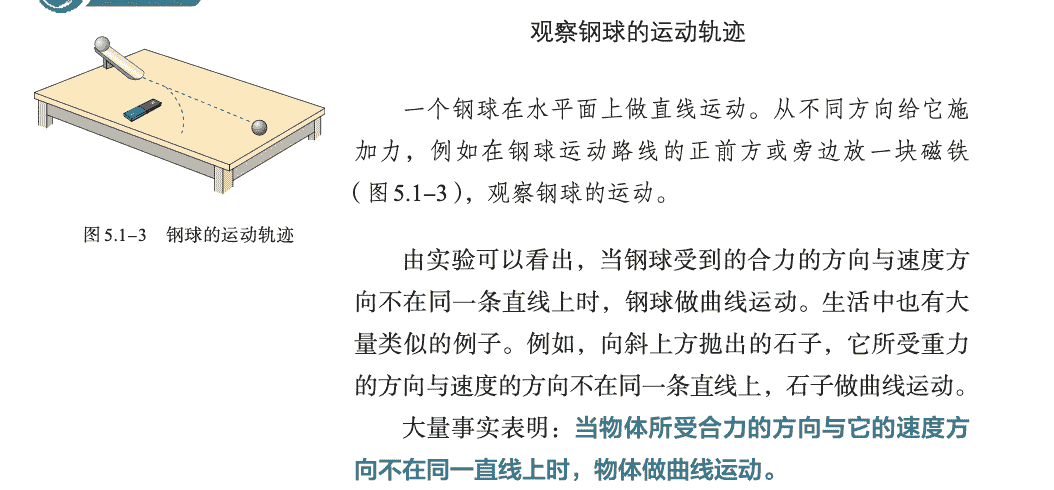 观察钢球的运动轨迹
一个钢球在水平面上做直线运动。从不同方向给它施
加力，例如在钢球运动路线的正前方或旁边放一块磁铁
（图5.1-3），观察钢球的运动。
图5.1-3 钢球的运动轨迹
由实验可以看出，当钢球受到的合力的方向与速度方
向不在同一条直线上时，钢球做曲线运动。生活中也有大
量类似的例子。例如，向斜上方抛出的石子，它所受重力
的方向与速度的方向不在同一条直线上，石子做曲线运动。
大量事实表明：当物体所受合力的方向与它的速度方
向不在同一直线上时，物体做曲线运动。